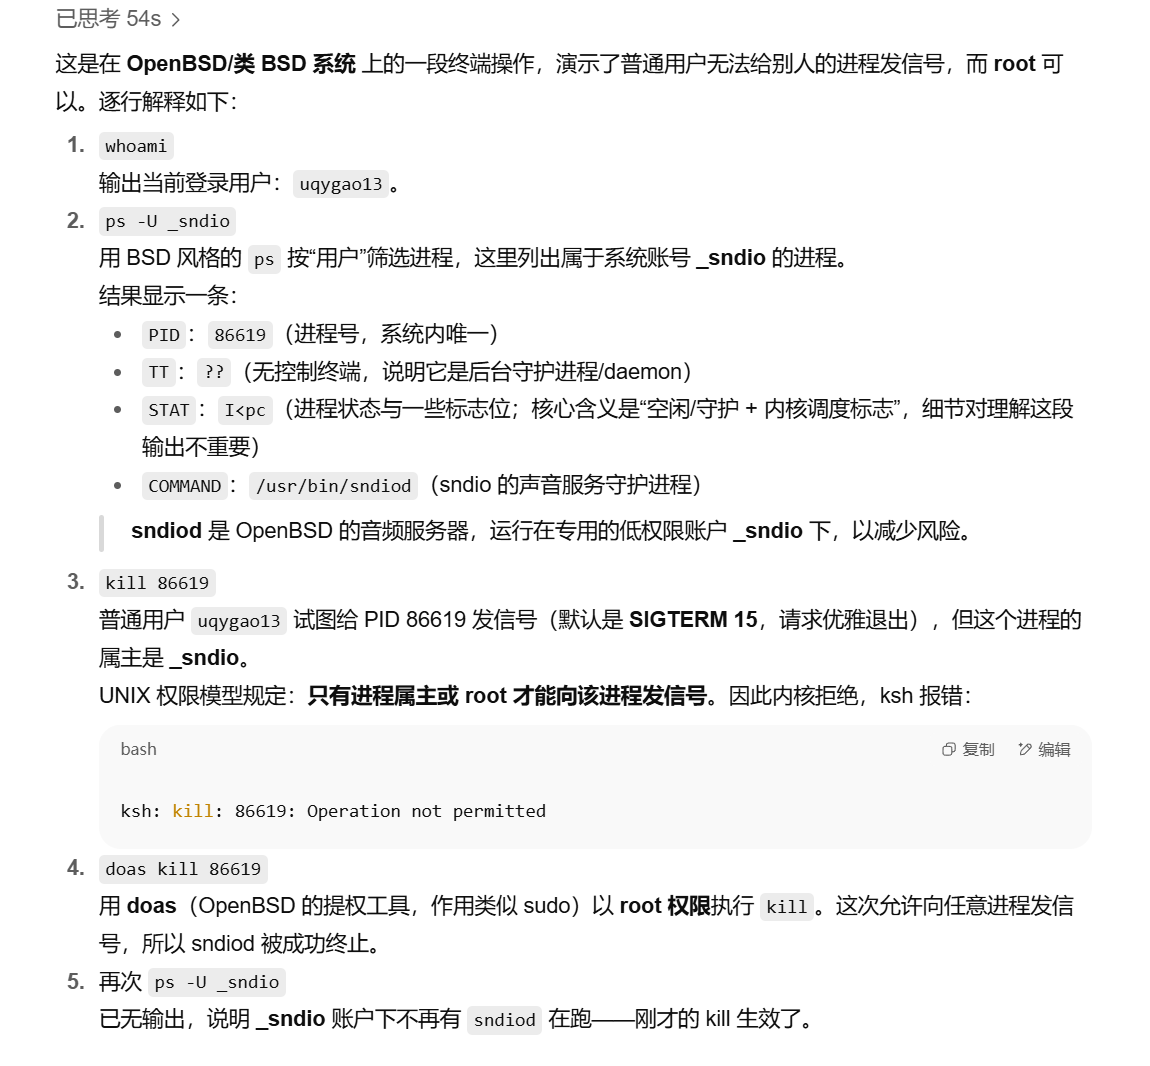 已思考 54s >
这是在 OpenBSD/类 BSD 系统 上的一段终端操作，演示了普通用户无法给别人的进程发信号，而 root 可
以。逐行解释如下：
1. whoami
输出当前登录用户：uqygao13。
2. ps -U _sndio
用 BSD 风格的 ps 按“用户”筛选进程，这里列出属于系统账号 _sndio 的进程。
结果显示一条：
• PID：86619（进程号，系统内唯一）
• TT：??（无控制终端，说明它是后台守护进程/daemon）
• STAT：I<pc（进程状态与一些标志位；核心含义是“空闲/守护 + 内核调度标志”，细节对理解这段
输出不重要）
• COMMAND：/usr/bin/sndiod（sndio 的声音服务守护进程）
sndiod 是 OpenBSD 的音频服务器，运行在专用的低权限账户 _sndio 下，以减少风险。
3. kill 86619
普通用户 uqygao13 试图给 PID 86619 发信号（默认是 SIGTERM 15，请求优雅退出），但这个进程的
属主是 _sndio。
UNIX 权限模型规定：只有进程属主或 root 才能向该进程发信号。因此内核拒绝，ksh 报错：
bash 复制 编辑
ksh: kill: 86619: Operation not permitted
4. doas kill 86619
用 doas（OpenBSD 的提权工具，作用类似 sudo）以 root 权限执行 kill。这次允许向任意进程发信
号，所以 sndiod 被成功终止。
5. 再次 ps -U _sndio
已无输出，说明 _sndio 账户下不再有 sndiod 在跑——刚才的 kill 生效了。